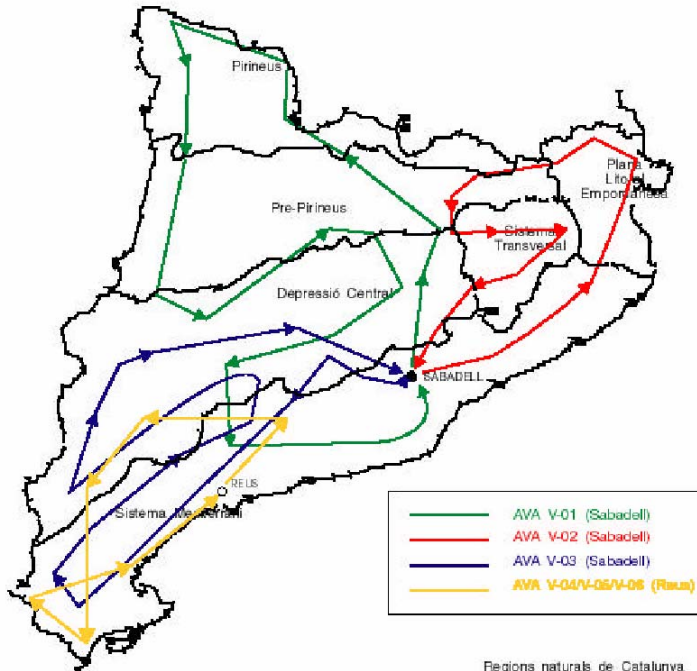 Pirineus
Plana
Litoral
Empordanesa
Pre-Pirineus
Sistema
Transversal
Depressió Central
SABADELL
REUS
Sistema Mediterrani
AVA V-01 (Sabadell)
AVA V-02 (Sabadell)
AVA V-03 (Sabadell)
AVA V-04/V-05/V-06 (Reus)
Regions naturals de Catalunya